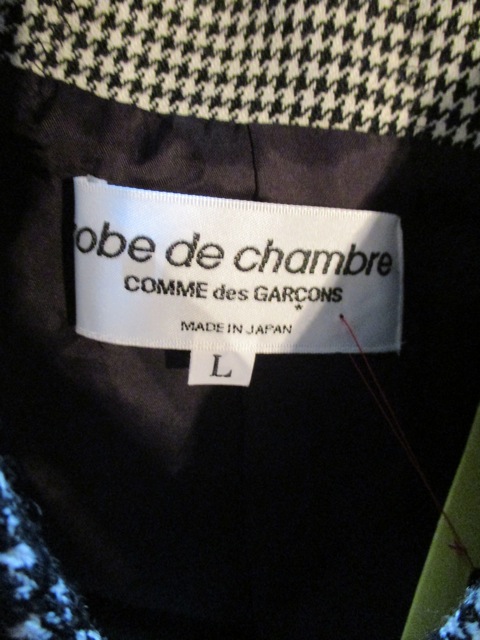 obe de chambre
COMME des GARÇONS
*
MADE IN JAPAN
L